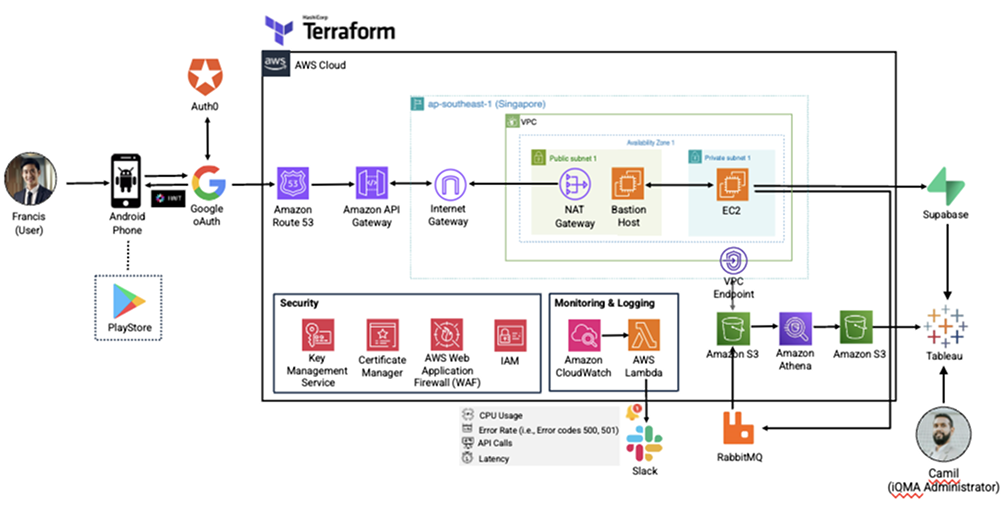 HashiCorp
Terraform
aws
AWS Cloud
Auth0
ap-southeast-1 (Singapore)
VPC
Availability Zone 1
Public subnet 1
Private subnet 1
53
Francis
(User)
Android
Phone
Google
oAuth
Amazon
Route 53
Amazon API
Gateway
Internet
Gateway
NAT
Gateway
Bastion
Host
EC2
Supabase
PlayStore
VPC
Endpoint
Security
Key
Management
Service
Certificate
Manager
AWS Web
Application
Firewall (WAF)
IAM
Monitoring & Logging
Amazon
CloudWatch
AWS
Lambda
Amazon S3
Amazon
Athena
Amazon S3
Tableau
CPU Usage
Error Rate (i.e., Error codes 500, 501)
API Calls
Latency
Slack
RabbitMQ
Camil
(iQMA Administrator)